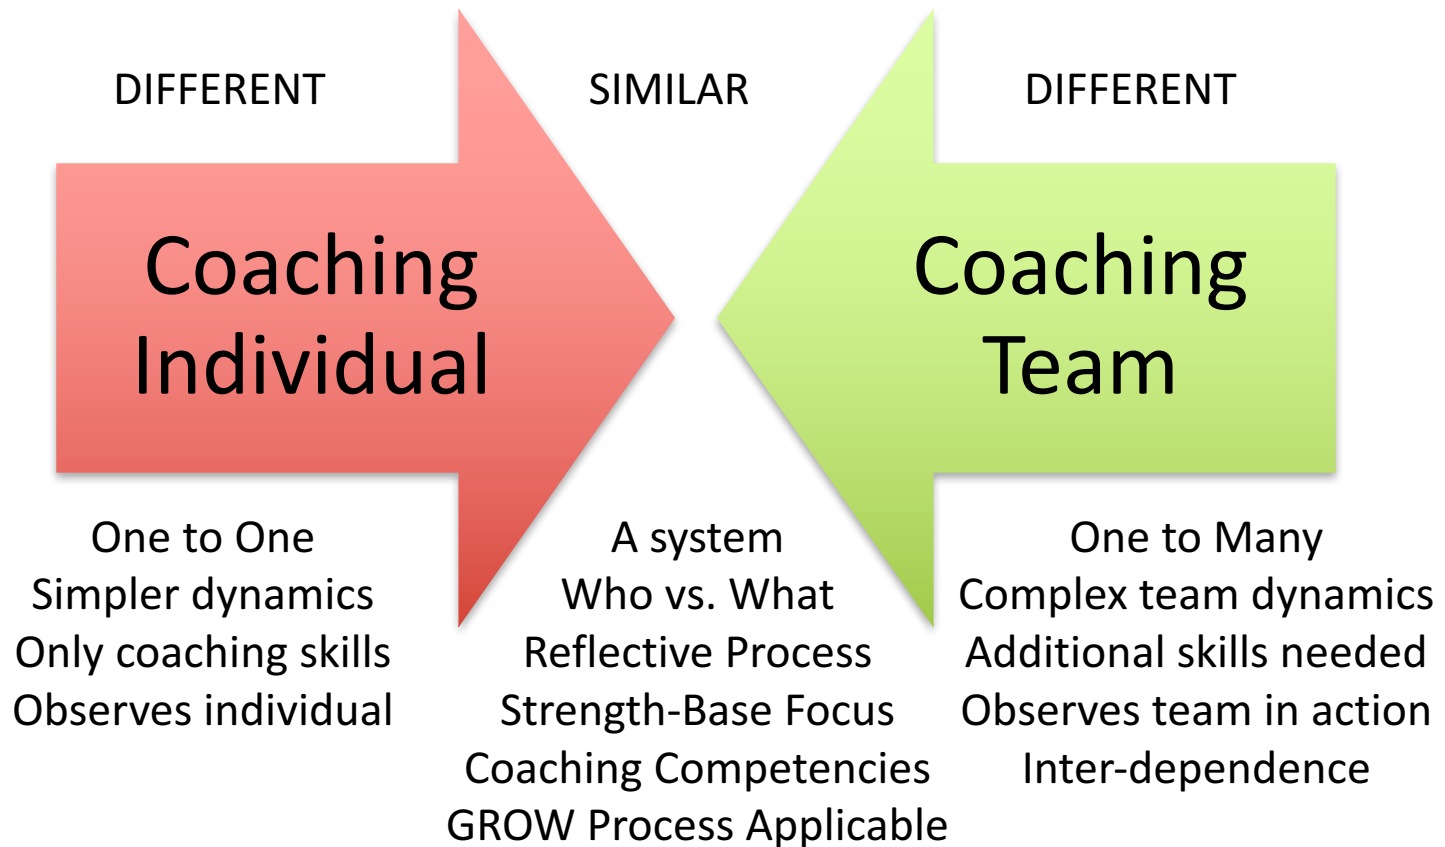 DIFFERENT
SIMILAR
DIFFERENT
Coaching
Individual
Coaching
Team
One to One
Simpler dynamics
Only coaching skills
Observes individual
A system
Who vs. What
Reflective Process
Strength-Base Focus
Coaching Competencies
GROW Process Applicable
One to Many
Complex team dynamics
Additional skills needed
Observes team in action
Inter-dependence